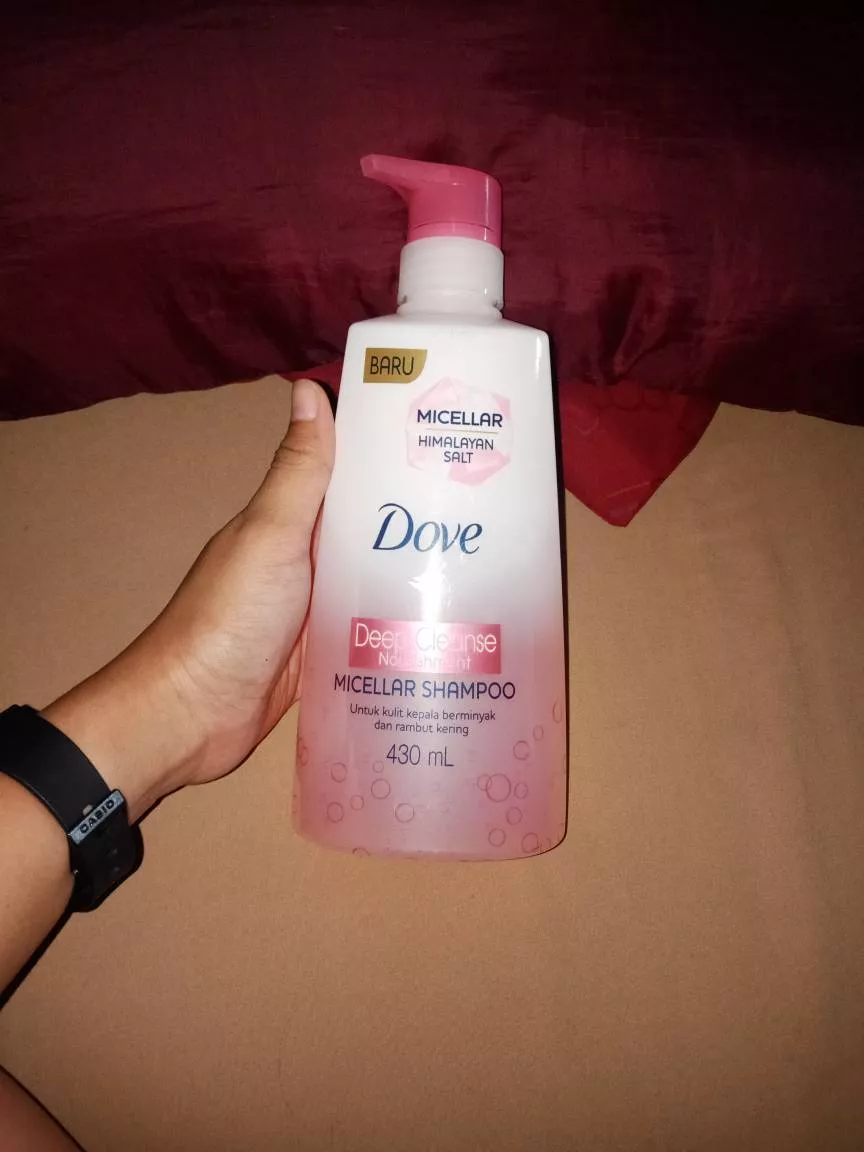 BARU
MICELLAR
HIMALAYAN
SALT
Dove
Deep Cleanse
Nourishment
MICELLAR SHAMPOO
Untuk kulit kepala berminyak
dan rambut kering
430 mL
CASIO